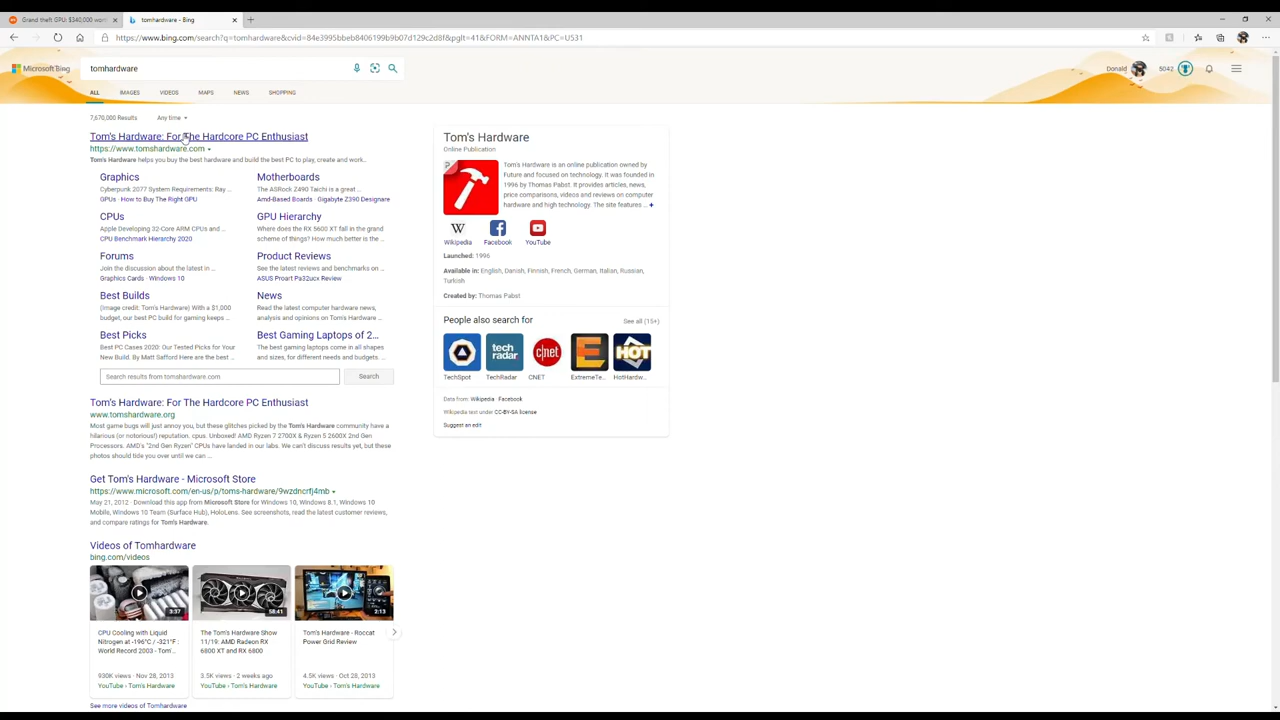 Grand theft GPU: $340,000 wort
tomhardware - Bing
https://www.bing.com/search?q=tomhardware&cvid=84e3995bbeb8406199b9b07d129c2d8f&pglt=41&FORM=ANNTA1&PC=U531
Microsoft Bing
tomhardware
Donald
5042
ALL IMAGES VIDEOS MAPS NEWS SHOPPING
7,670,000 Results Any time
Tom's Hardware: For The Hardcore PC Enthusiast
https://www.tomshardware.com
Tom's Hardware helps you buy the best hardware and build the best PC to play, create and work..
Graphics
Cyberpunk 2077 System Requirements: Ray ...
GPUs · How to Buy The Right GPU
Motherboards
The ASRock Z490 Taichi is a great ...
Amd-Based Boards · Gigabyte Z390 Designare
CPUs
Apple Developing 32-Core ARM CPUs and ...
CPU Benchmark Hierarchy 2020
GPU Hierarchy
Where does the RX 5600 XT fall in the grand
scheme of things? How much better is the ...
Forums
Join the discussion about the latest in ...
Graphics Cards · Windows 10
Product Reviews
See the latest reviews and benchmarks on ...
ASUS Proart Pa32ucx Review
Best Builds
(Image credit: Tom's Hardware) With a $1,000
budget, our best PC build for gaming keeps ...
News
Read the latest computer hardware news,
analysis and opinions on Tom's Hardware ...
Best Picks
Best PC Cases 2020: Our Tested Picks for Your
New Build. By Matt Safford Here are the best ...
Best Gaming Laptops of 2...
The best gaming laptops come in all shapes
and sizes, for different needs and budgets. ...
Search results from tomshardware.com
Search
Tom's Hardware: For The Hardcore PC Enthusiast
www.tomshardware.org
Most game bugs will just annoy you, but these glitches picked by the Tom's Hardware community have a
hilarious (or notorious!) reputation. cpus. Unboxed! AMD Ryzen 7 2700X & Ryzen 5 2600X 2nd Gen
Processors. AMD's "2nd Gen Ryzen" CPUs have landed in our labs. We can't discuss results yet, but these
photos should tide you over until we can ...
Get Tom's Hardware - Microsoft Store
https://www.microsoft.com/en-us/p/toms-hardware/9wzdncrfj4mb
May 21, 2012 · Download this app from Microsoft Store for Windows 10, Windows 8.1, Windows 10
Mobile, Windows 10 Team (Surface Hub), HoloLens. See screenshots, read the latest customer reviews,
and compare ratings for Tom's Hardware.
Videos of Tomhardware
bing.com/videos
3:37
58:41
2:13
CPU Cooling with Liquid
Nitrogen at -196°C / -321°F :
World Record 2003 - Tom'...
930K views · Nov 28, 2013
YouTube › Tom's Hardware
The Tom's Hardware Show
11/19: AMD Radeon RX
6800 XT and RX 6800
3.5K views · 2 weeks ago
YouTube › Tom's Hardware
Tom's Hardware - Roccat
Power Grid Review
4.5K views · Oct 28, 2013
YouTube › Tom's Hardware
See more videos of Tomhardware
Tom's Hardware
Online Publication
Tom's Hardware is an online publication owned by
Future and focused on technology. It was founded in
1996 by Thomas Pabst. It provides articles, news,
price comparisons, videos and reviews on computer
hardware and high technology. The site features ... +
W
Wikipedia Facebook YouTube
Launched: 1996
Available in: English, Danish, Finnish, French, German, Italian, Russian,
Turkish
Created by: Thomas Pabst
People also search for
See all (15+)
tech
radar
c|net
E
HOT
TechSpot TechRadar CNET ExtremeTe... HotHardw...
Data from: Wikipedia · Facebook
Wikipedia text under CC-BY-SA license
Suggest an edit